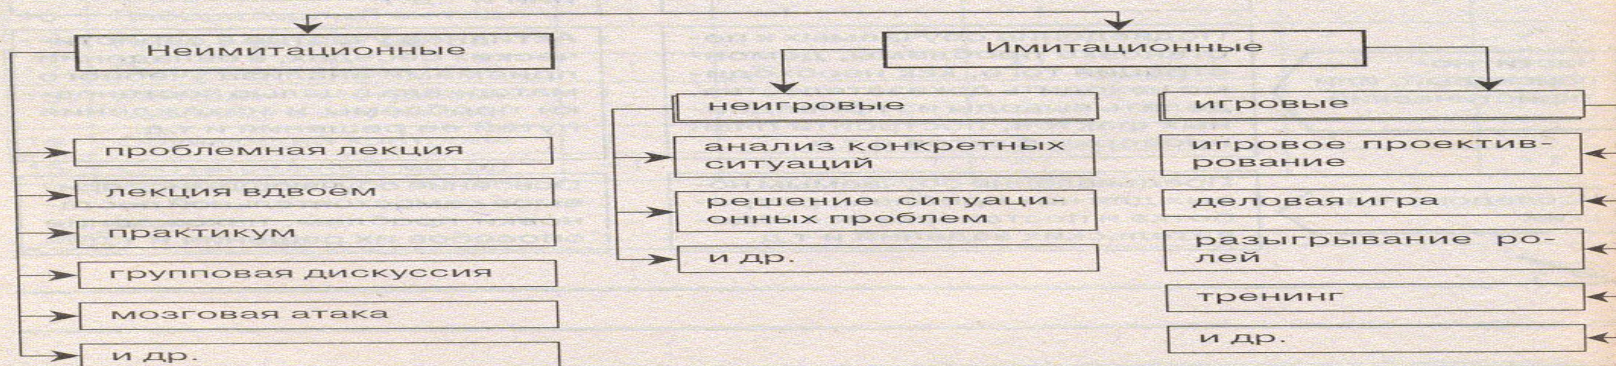 Неимитационные
проблемная лекция
лекция вдвоем
практикум
групповая дискуссия
мозговая атака
и др.
Имитационные
неигровые
анализ конкретных
ситуаций
решение ситуаци-
онных проблем
и др.
игровые
игровое проектив-
рование
деловая игра
разыгрывание ро-
лей
тренинг
и др.